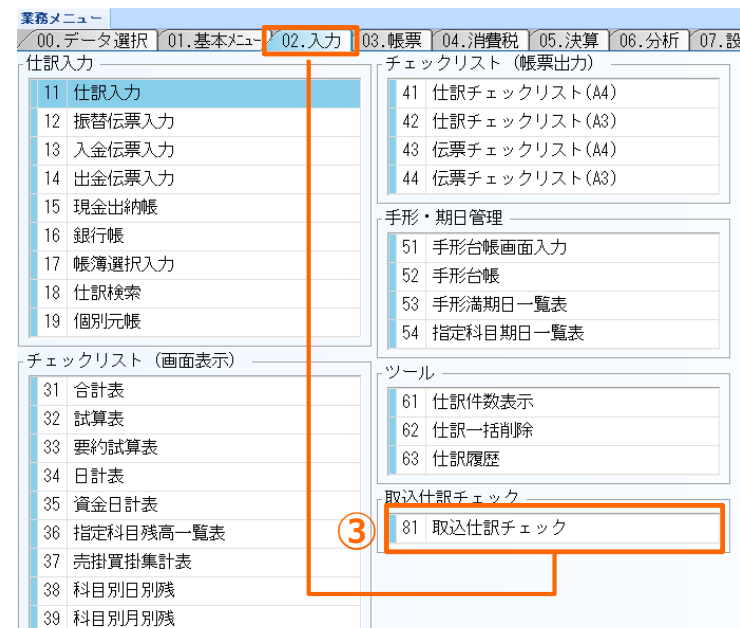 業務メニュー
00.データ選択 01.基本メニュー 02.入力 03.帳票 04.消費税 05.決算 06.分析 07.設
仕訳入力
11 仕訳入力
12 振替伝票入力
13 入金伝票入力
14 出金伝票入力
15 現金出納帳
16 銀行帳
17 帳簿選択入力
18 仕訳検索
19 個別元帳
チェックリスト（画面表示）
31 合計表
32 試算表
33 要約試算表
34 日計表
35 資金日計表
36 指定科目残高一覧表
37 売掛買掛集計表
38 科目別日別残
39 科目別月別残
チェックリスト（帳票出力）
41 仕訳チェックリスト(A4)
42 仕訳チェックリスト(A3)
43 伝票チェックリスト(A4)
44 伝票チェックリスト(A3)
手形・期日管理
51 手形台帳画面入力
52 手形台帳
53 手形満期日一覧表
54 指定科目期日一覧表
ツール
61 仕訳件数表示
62 仕訳一括削除
63 仕訳履歴
取込仕訳チェック
③
81 取込仕訳チェック